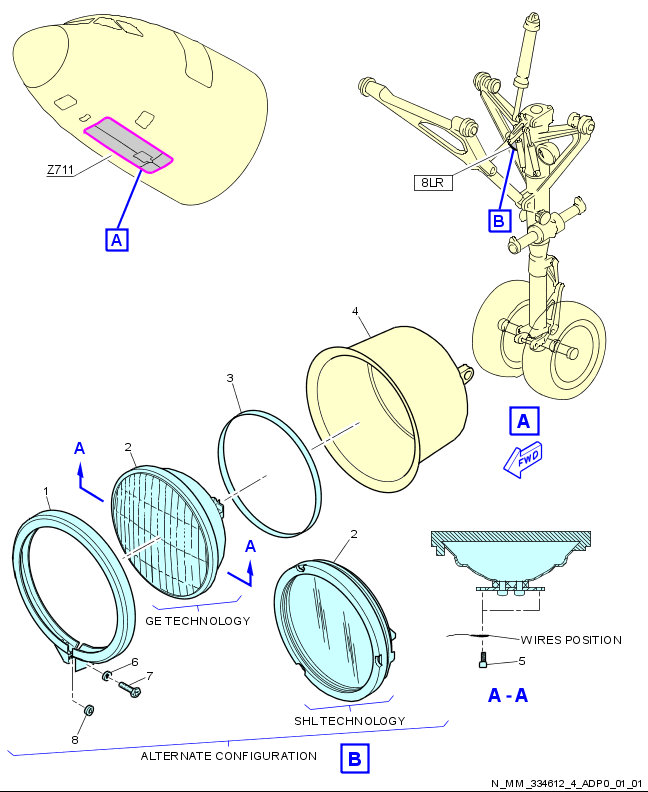 Z711
A
8LR
B
4
3
A
FWD
2
A
1
2
A
GE TECHNOLOGY
WIRES POSITION
6
5
7
A - A
8
SHL TECHNOLOGY
ALTERNATE CONFIGURATION
B
N_MM_334612_4_ADP0_01_01